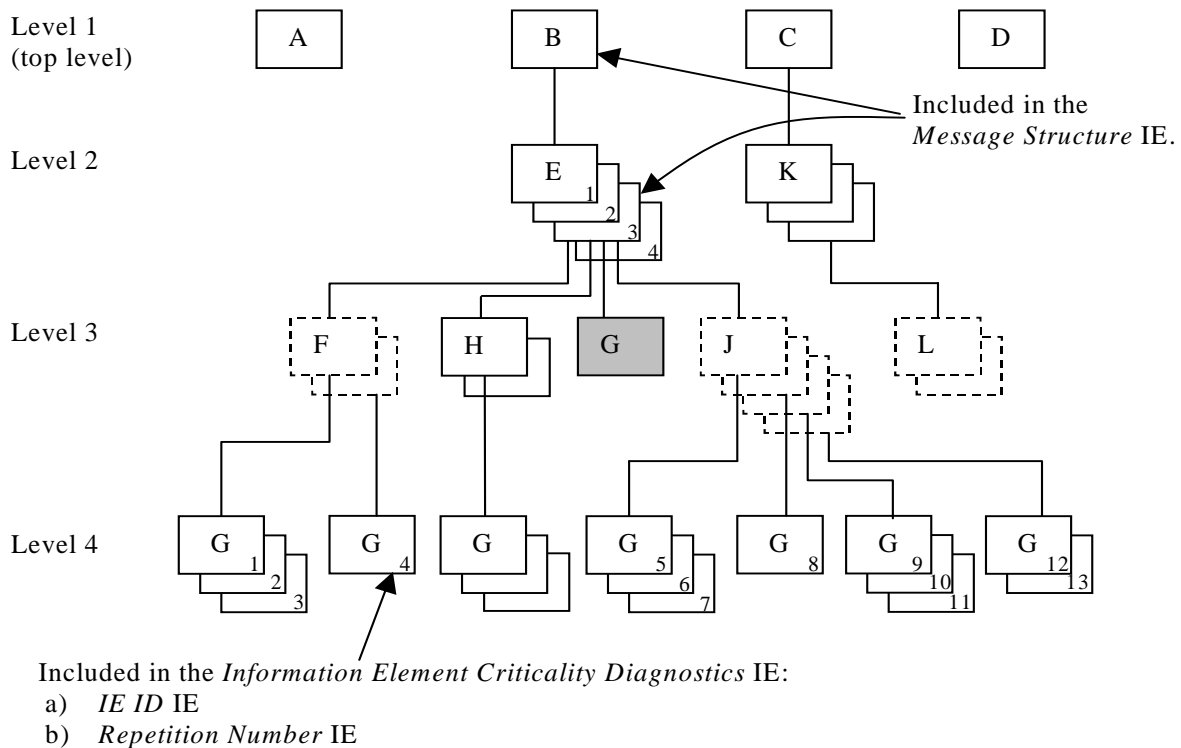 Level 1
(top level)
A
B
C
D
Included in the
Message Structure IE.
Level 2
E
1
2
3
4
K
Level 3
F
H
G
J
L
Level 4
G
1
2
3
G
4
G
G
5
6
7
G
8
G
9
10
11
G
12
13
Included in the Information Element Criticality Diagnostics IE:
a) IE ID IE
b) Repetition Number IE